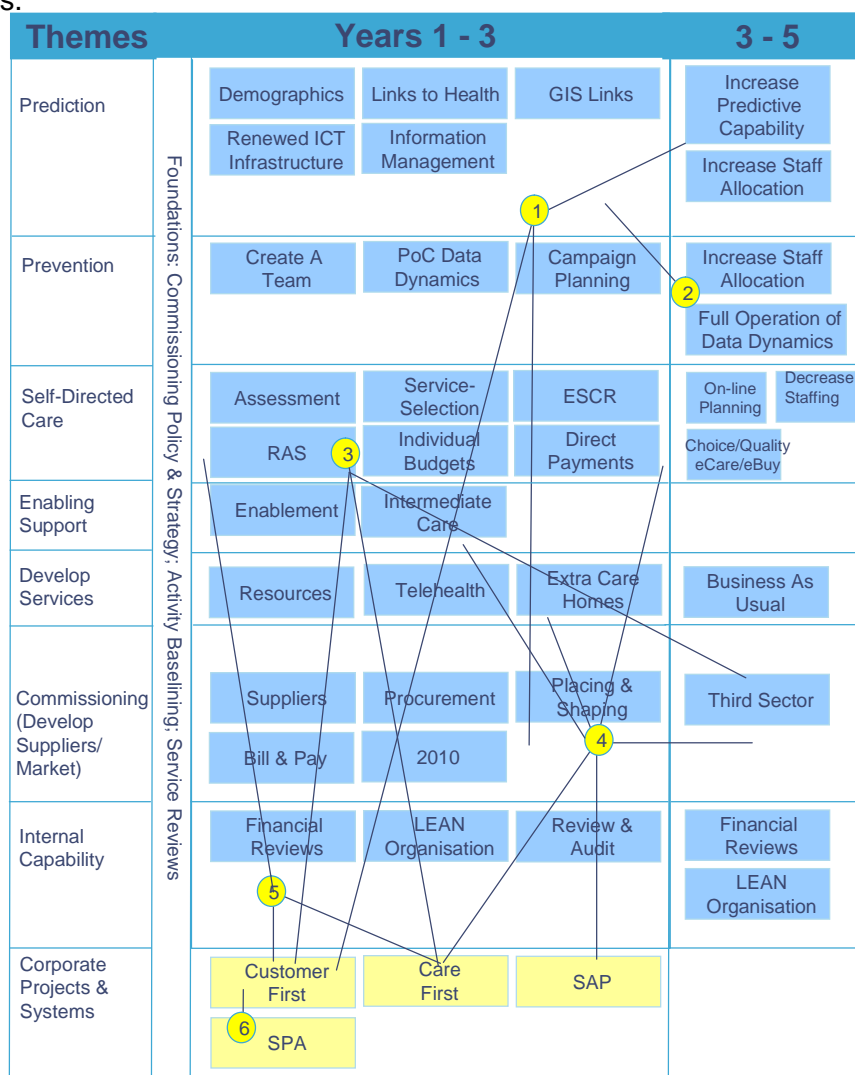 s.
Themes
Years 1 - 3
3 - 5
Foundations: Commissioning Policy & Strategy; Activity Baselining; Service Reviews
Prediction
Demographics
Links to Health
GIS Links
Increase
Predictive
Capability
Renewed ICT
Infrastructure
Information
Management
Increase Staff
Allocation
1
Prevention
Create A
Team
PoC Data
Dynamics
Campaign
Planning
Increase Staff
Allocation
2
Full Operation of
Data Dynamics
Self-Directed
Care
Assessment
Service-
Selection
ESCR
On-line
Planning
Decrease
Staffing
RAS
3
Individual
Budgets
Direct
Payments
Choice/Quality
eCare/eBuy
Enabling
Support
Enablement
Intermediate
Care
Develop
Services
Resources
Telehealth
Extra Care
Homes
Business As
Usual
Commissioning
(Develop
Suppliers/
Market)
Suppliers
Procurement
Placing &
Shaping
Third Sector
Bill & Pay
2010
4
Internal
Capability
Financial
Reviews
LEAN
Organisation
Review &
Audit
Financial
Reviews
LEAN
Organisation
5
Corporate
Projects &
Systems
Customer
First
Care
First
SAP
6
SPA